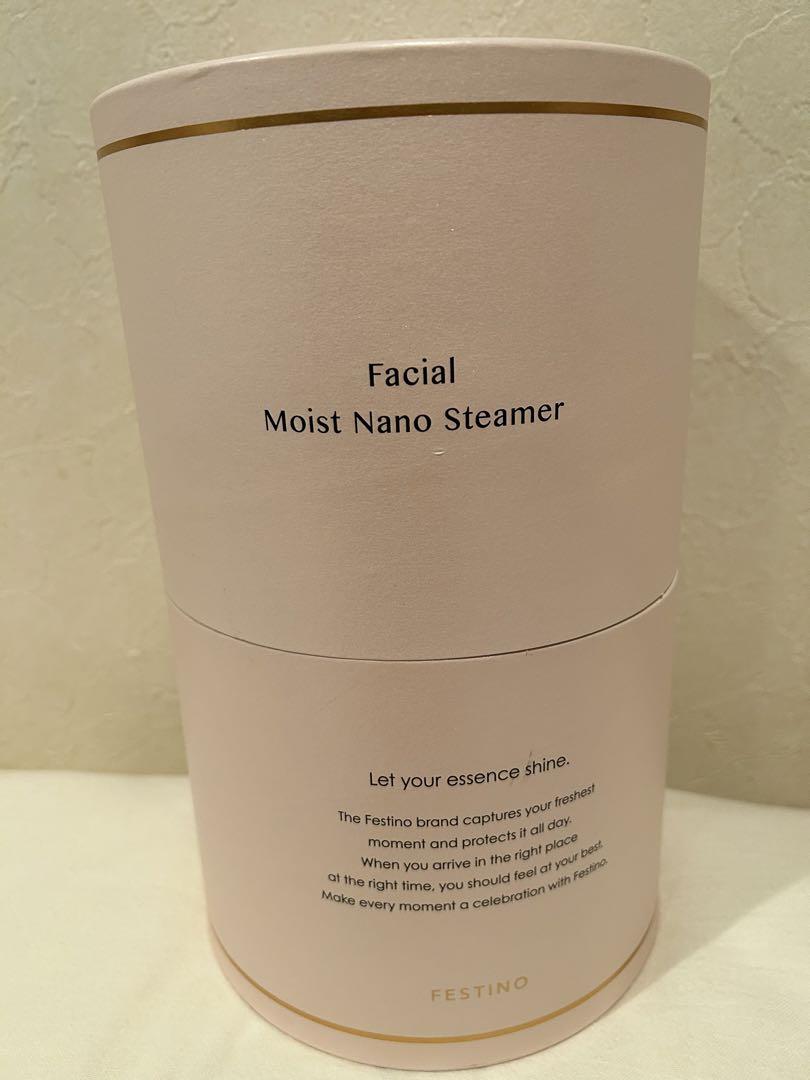 Facial
Moist Nano Steamer
Let your essence shine.
The Festino brand captures your freshest
moment and protects it all day.
When you arrive in the right place
at the right time, you should feel at your best.
Make every moment a celebration with Festino.
FESTINO